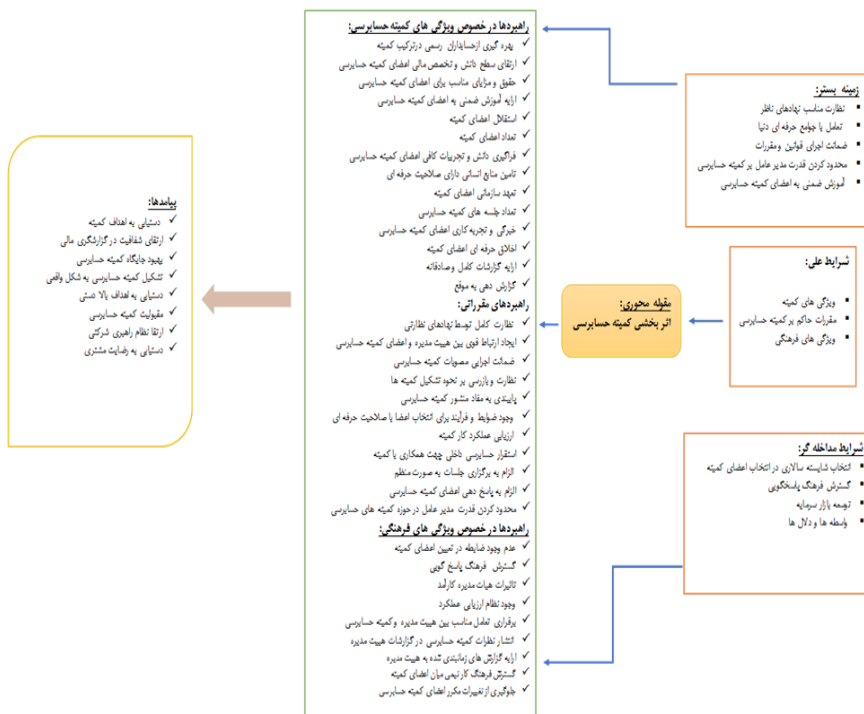 زمینه بستر:
نظارت مناسب نهادهای ناظر
تعامل با جوامع حرفه ای دنیا
ضمانت اجرای قوانین و مقررات
محدود کردن قدرت مدیر عامل بر کمیته حسابرسی
آموزش ضمنی به اعضای کمیته حسابرسی
شرایط علی:
ویژگی های کمیته
مقررات حاکم بر کمیته حسابرسی
ویژگی های فرهنگی
شرایط مداخله گر:
انتخاب شایسته سالاری در انتخاب اعضای کمیته
گسترش فرهنگ پاسخگویی
توسعه بازار سرمایه
واسطه ها و دلال ها
مقوله محوری:
اثر بخشی کمیته حسابرسی
راهبردها در خصوص ویژگی های کمیته حسابرسی:
بهره گیری ازحسابداران رسمی درترکیب کمیته
ارتقای سطح دانش و تخصص مالی اعضای کمیته حسابرسی
حقوق و مزایای مناسب برای اعضای کمیته حسابرسی
ارایه آموزش ضمنی به اعضای کمیته حسابرسی
استقلال اعضای کمیته
تعداد اعضای کمیته
فراگیری دانش و تجربیات کافی اعضای کمیته حسابرسی
تامین منابع انسانی دارای صلاحیت حرفه ای
تعهد سازمانی اعضای کمیته
تعداد جلسه های کمیته حسابرسی
خبرگی و تجربه کاری اعضای کمیته حسابرسی
اخلاق حرفه ای اعضای کمیته
ارایه گزارشات کامل و صادقانه
گزارش دهی به موقع
راهبردهای مقرراتی:
نظارت کامل توسط نهادهای نظارتی
ایجاد ارتباط قوی بین هییت مدیره و اعضای کمیته حسابرسی
ضمانت اجرایی مصوبات کمیته حسابرسی
نظارت و بازرسی بر نحوه تشکیل کمیته ها
پایبندی به مفاد منشور کمیته حسابرسی
وجود ضوابط و فرآیند برای انتخاب اعضا با صلاحیت حرفه ای
ارزیابی عملکرد کار کمیته
استقرار حسابرسی داخلی جهت همکاری با کمیته
الزام به برگزاری جلسات به صورت منظم
الزام به پاسخ دهی اعضای کمیته حسابرسی
محدود کردن قدرت مدیر عامل در حوزه کمیته های حسابرسی
راهبردها در خصوص ویژگی های فرهنگی:
عدم وجود ضابطه در تعیین اعضای کمیته
گسترش فرهنگ پاسخ گویی
تاثیرات هیات مدیره کارآمد
وجود نظام ارزیابی عملکرد
برقراری تعامل مناسب بین هییت مدیره و کمیته حسابرسی
انتشار نظرات کمیته حسابرسی در گزارشات هییت مدیره
ارایه گزارش های زمانبندی شده به هییت مدیره
گسترش فرهنگ کار تیمی میان اعضای کمیته
جلوگیری از تغییرات مکرر اعضای کمیته حسابرسی
پیامدها:
دستیابی به اهداف کمیته
ارتقای شفافیت در گزارشگری مالی
بهبود جایگاه کمیته حسابرسی
تشکیل کمیته حسابرسی به شکل واقعی
دستیابی به اهداف بالا دستی
مقبولیت کمیته حسابرسی
ارتقا نظام راهبری شرکتی
دستیابی به رضایت مشتری